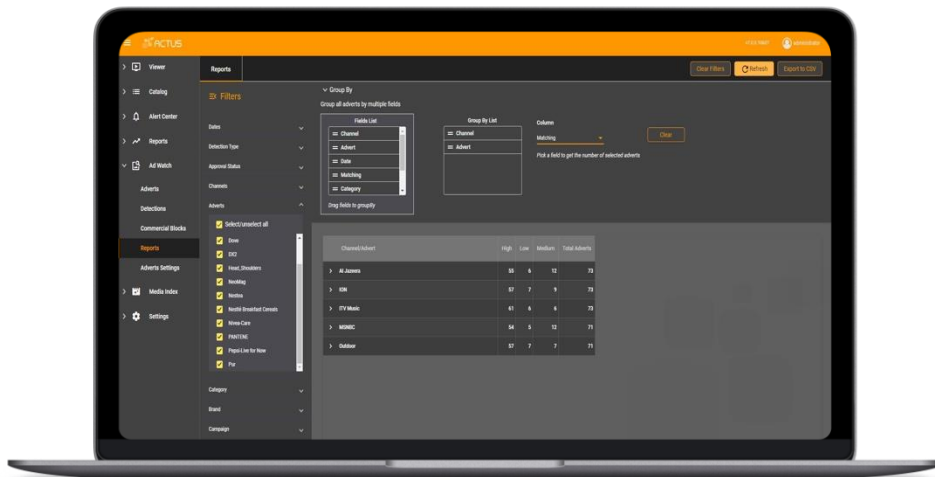 ACTUS
administrator
Viewer
Catalog
Alert Center
Reports
Ad Watch
Adverts
Detections
Commercial Blocks
Reports
Adverts Settings
Media Index
Settings
Reports
Clear Filters
Refresh
Export to CSV
Filters
Dates
Detection Type
Approval Status
Channels
Adverts
Select/unselect all
Dove
DX2
Head_Shoulders
NeoMag
Nestea
Nestlé Breakfast Cereals
Nivea-Care
PANTENE
Pepsi-Live for Now
Pur
Category
Brand
Campaign
Group By
Group all adverts by multiple fields
Fields List
Channel
Advert
Date
Matching
Category
Drag fields to groupBy
Group By List
Channel
Advert
Column
Matching
Clear
Pick a field to get the number of selected adverts
Channel/Advert High Low Medium Total Adverts
Al Jazeera 55 6 12 73
ION 57 7 9 73
ITV Music 61 6 6 73
MSNBC 54 5 12 71
Outdoor 57 7 7 71